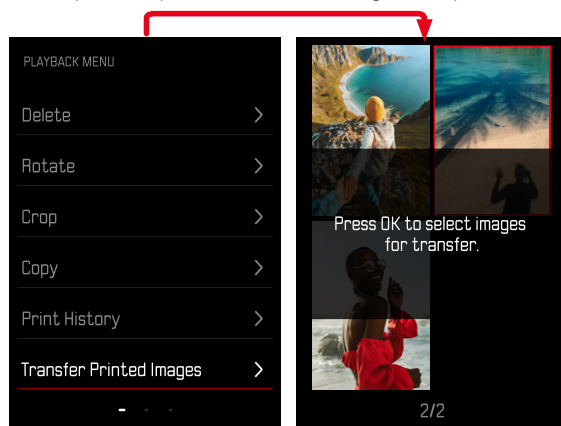 PLAYBACK MENU
Delete
Rotate
Crop
Copy
Print History
Transfer Printed Images
Press OK to select images
for transfer.
2/2